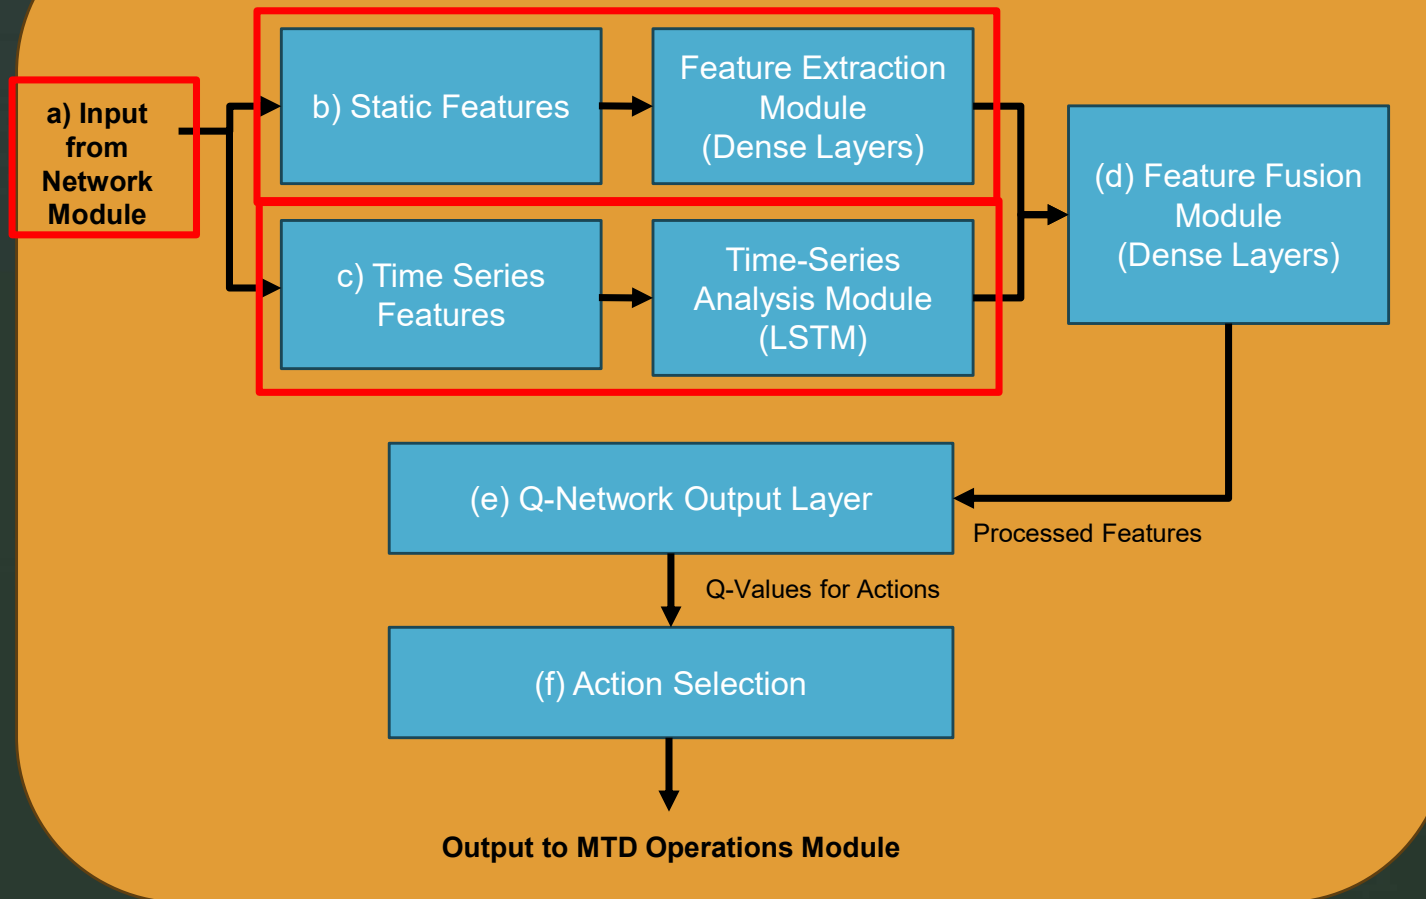 a) Input
from
Network
Module
b) Static Features
Feature Extraction
Module
(Dense Layers)
c) Time Series
Features
Time-Series
Analysis Module
(LSTM)
(d) Feature Fusion
Module
(Dense Layers)
(e) Q-Network Output Layer
Processed Features
Q-Values for Actions
(f) Action Selection
Output to MTD Operations Module